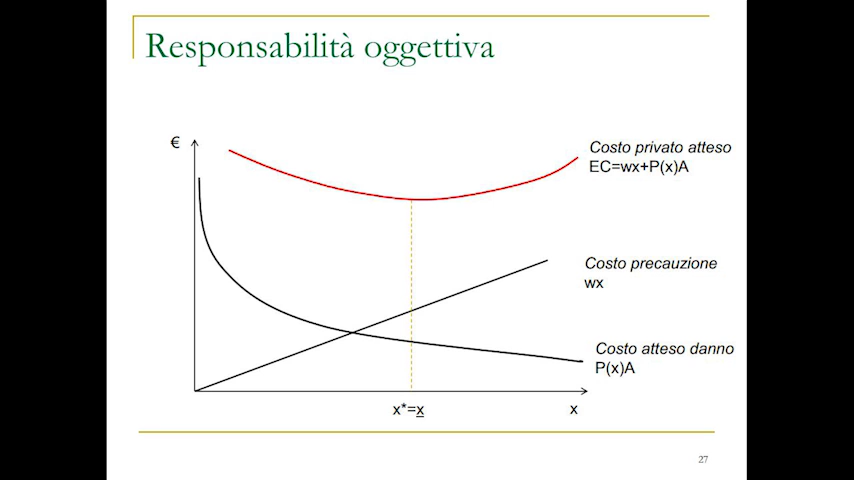 Responsabilità oggettiva
€
Costo privato atteso
EC=wx+P(x)A
Costo precauzione
wx
Costo atteso danno
P(x)A
x*=x
x
27